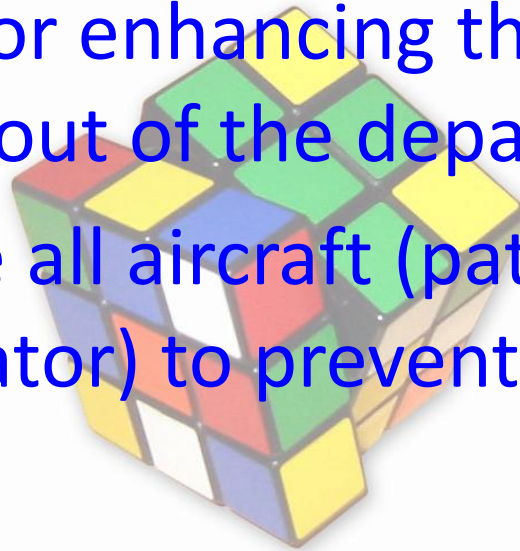 or enhancing th
out of the depa
e all aircraft (pat
ator) to prevent